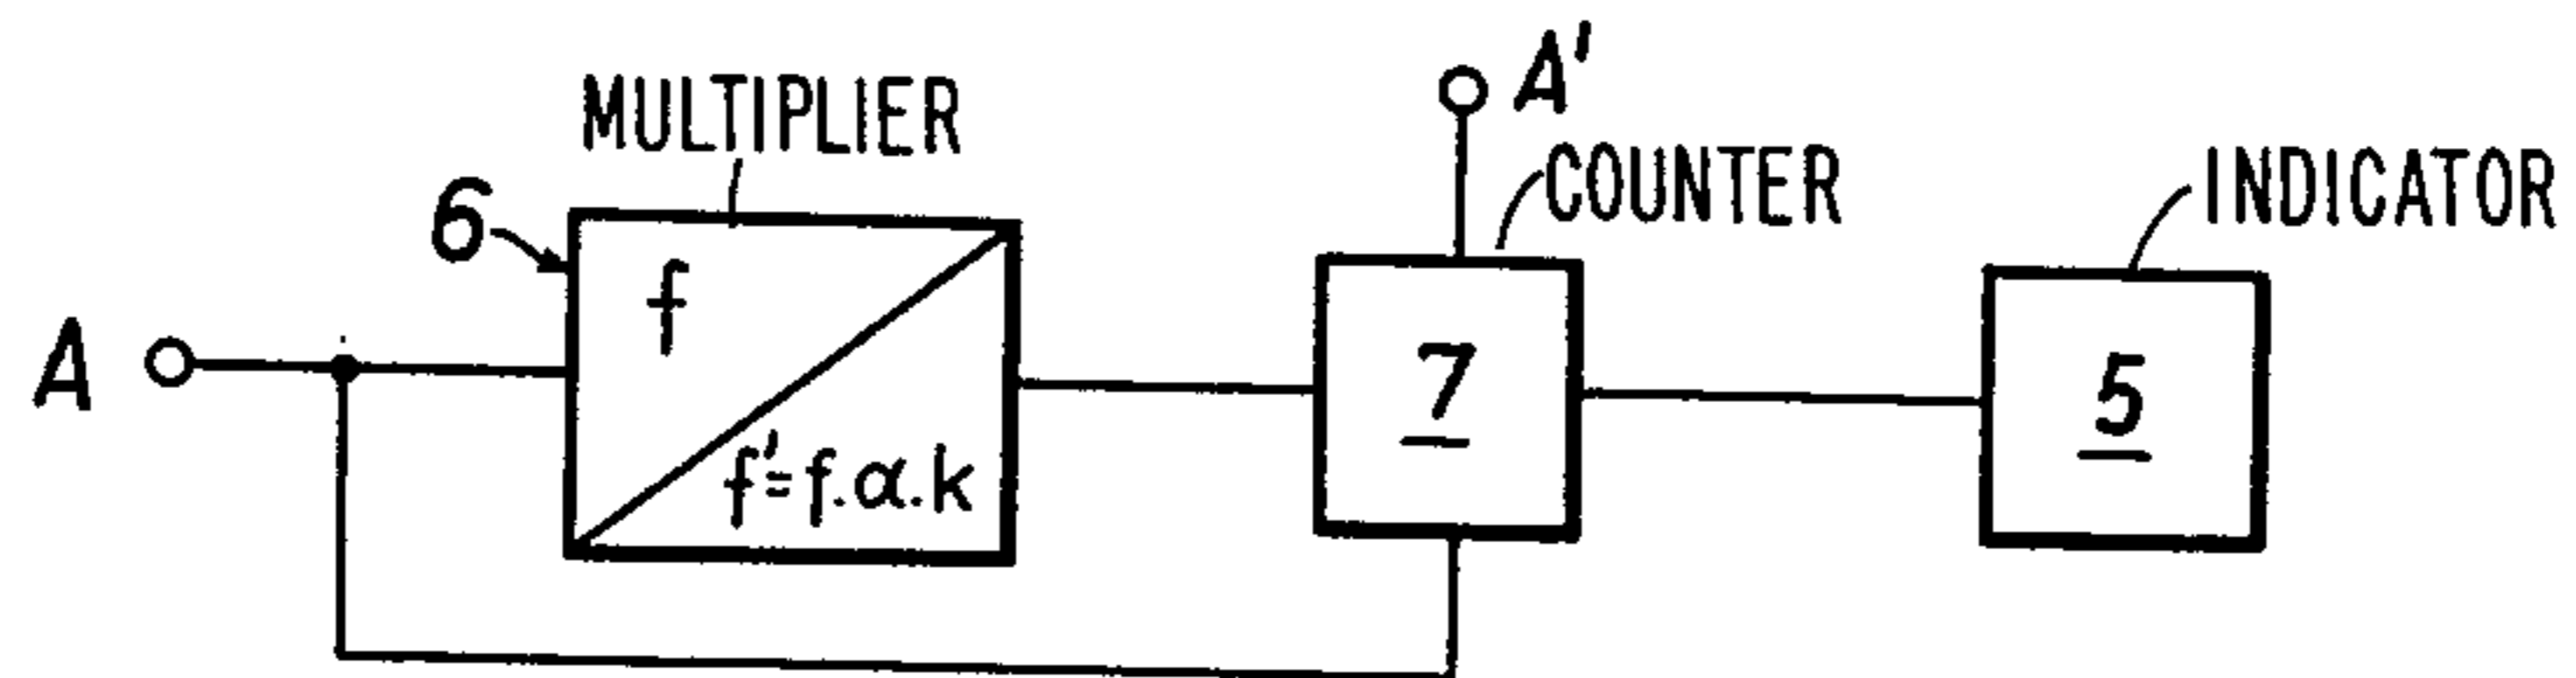 MULTIPLIER
A'
COUNTER
INDICATOR
6
f
A
7
5
f'=f.α.k